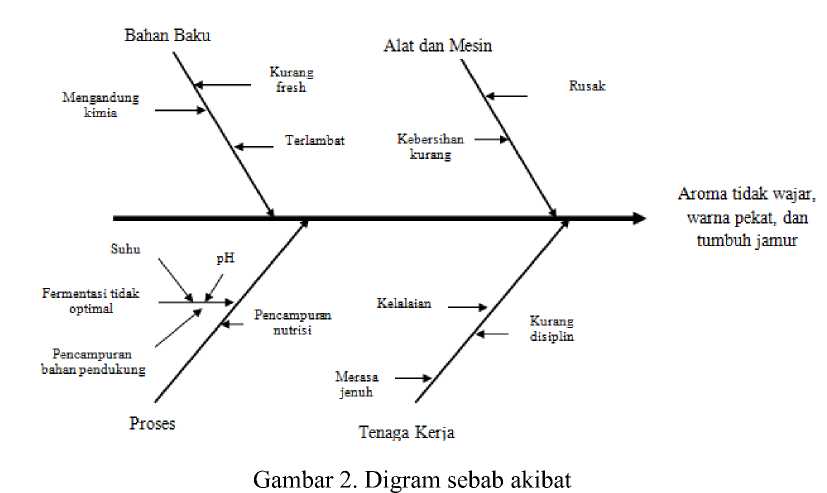 Bahan Baku
Alat dan Mesin
Kurang
fresh
Rusak
Mengandung
kimia
Terlambat
Kebersihan
kurang
Aroma tidak wajar,
warna pekat, dan
tumbuh jamur
Suhu
pH
Fermentasi tidak
optimal
Pencampuran
nutrisi
Kelalaian
Kurang
disiplin
Pencampuran
bahan pendukung
Merasa
jenuh
Proses
Tenaga Kerja
Gambar 2. Digram sebab akibat